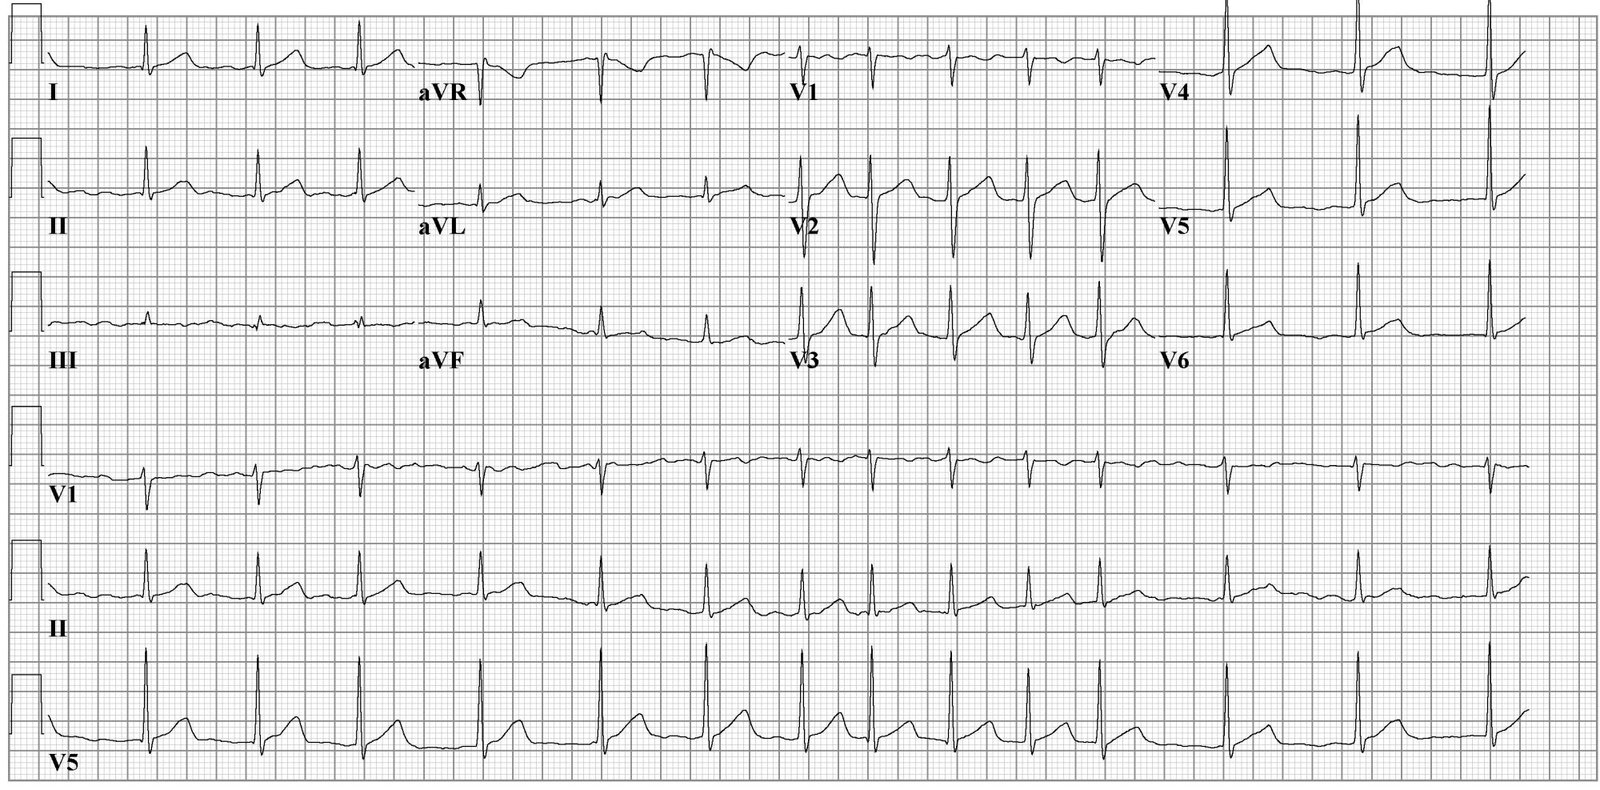 I aVR V1 V4
II aVL V2 V5
III aVF V3 V6
V1
II
V5